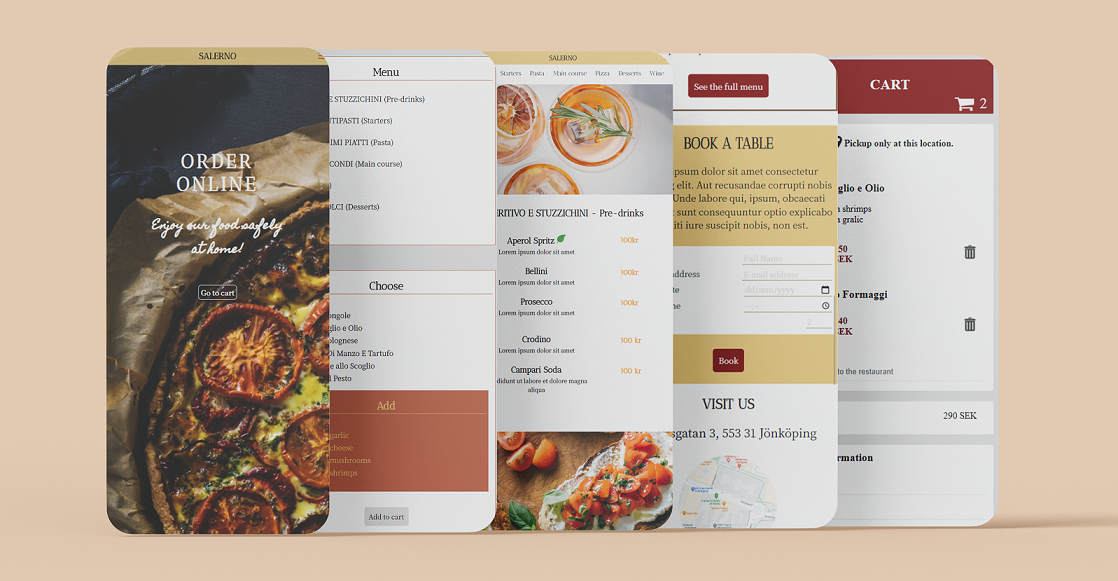 SALERNO
ORDER
ONLINE
Enjoy our food safely
at home!
Go to cart
Menu
E STUZZICHINI (Pre-drinks)
TIPASTI (Starters)
IMI PIATTI (Pasta)
CONDI (Main course)
)
LCI (Desserts)
Choose
ongole
glio e Olio
olognese
Di Manzo E Tartufo
e allo Scoglio
l Pesto
Add
garlic
cheese
mushrooms
shrimps
Add to cart
SALERNO
Starters Pasta Main course Pizza Desserts Wine
RITIVO E STUZZICHINI - Pre-drinks
Aperol Spritz 100kr
Lorem ipsum dolor sit amet
Bellini 100kr
Lorem ipsum dolor sit amet
Prosecco 100kr
Lorem ipsum dolor sit amet
Crodino 100 kr
Lorem ipsum dolor sit amet
Campari Soda 100 kr
didunt ut labore et dolore magna
aliqua
See the full menu
BOOK A TABLE
psum dolor sit amet consectetur
g elit. Aut recusandae corrupti nobis
Unde labore qui, ipsum, obcaecati
sunt consequuntur optio explicabo
iti iure suscipit nobis, non est.
Full Name
address E-mail address
te dd/mm/yyyy
me --:--
2
Book
VISIT US
sgatan 3, 553 31 Jönköping
CART
2
Pickup only at this location.
glio e Olio
shrimps
gralic
50
SEK
Formaggi
40
SEK
to the restaurant
290 SEK
rmation